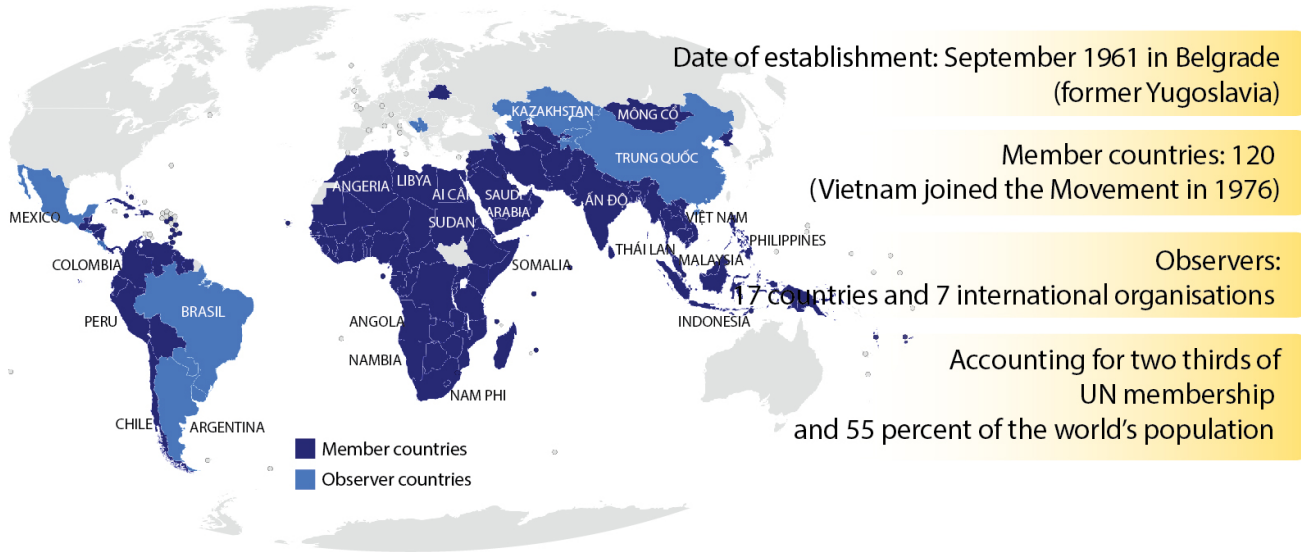 Date of establishment: September 1961 in Belgrade
(former Yugoslavia)
Member countries: 120
(Vietnam joined the Movement in 1976)
Observers:
17 countries and 7 international organisations
Accounting for two thirds of
UN membership
and 55 percent of the world's population
KAZAKHSTAN
MÔNG CỔ
TRUNG QUỐC
ANGERIA
LIBYA
AI CẬP
SAUDI
ARABIA
ẤN ĐỘ
SUDAN
VIỆT NAM
MEXICO
THÁI LAN
PHILIPPINES
MALAYSIA
COLOMBIA
SOMALIA
BRASIL
PERU
ANGOLA
INDONESIA
NAMBIA
NAM PHI
CHILE
ARGENTINA
Member countries
Observer countries